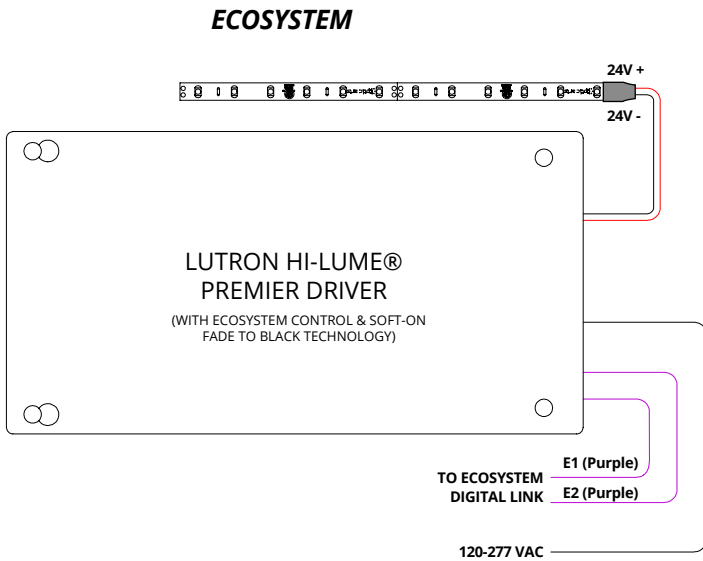 ECOSYSTEM
24V +
24V -
LUTRON HI-LUME®
PREMIER DRIVER
(WITH ECOSYSTEM CONTROL & SOFT-ON
FADE TO BLACK TECHNOLOGY)
E1 (Purple)
TO ECOSYSTEM
DIGITAL LINK
E2 (Purple)
120-277 VAC